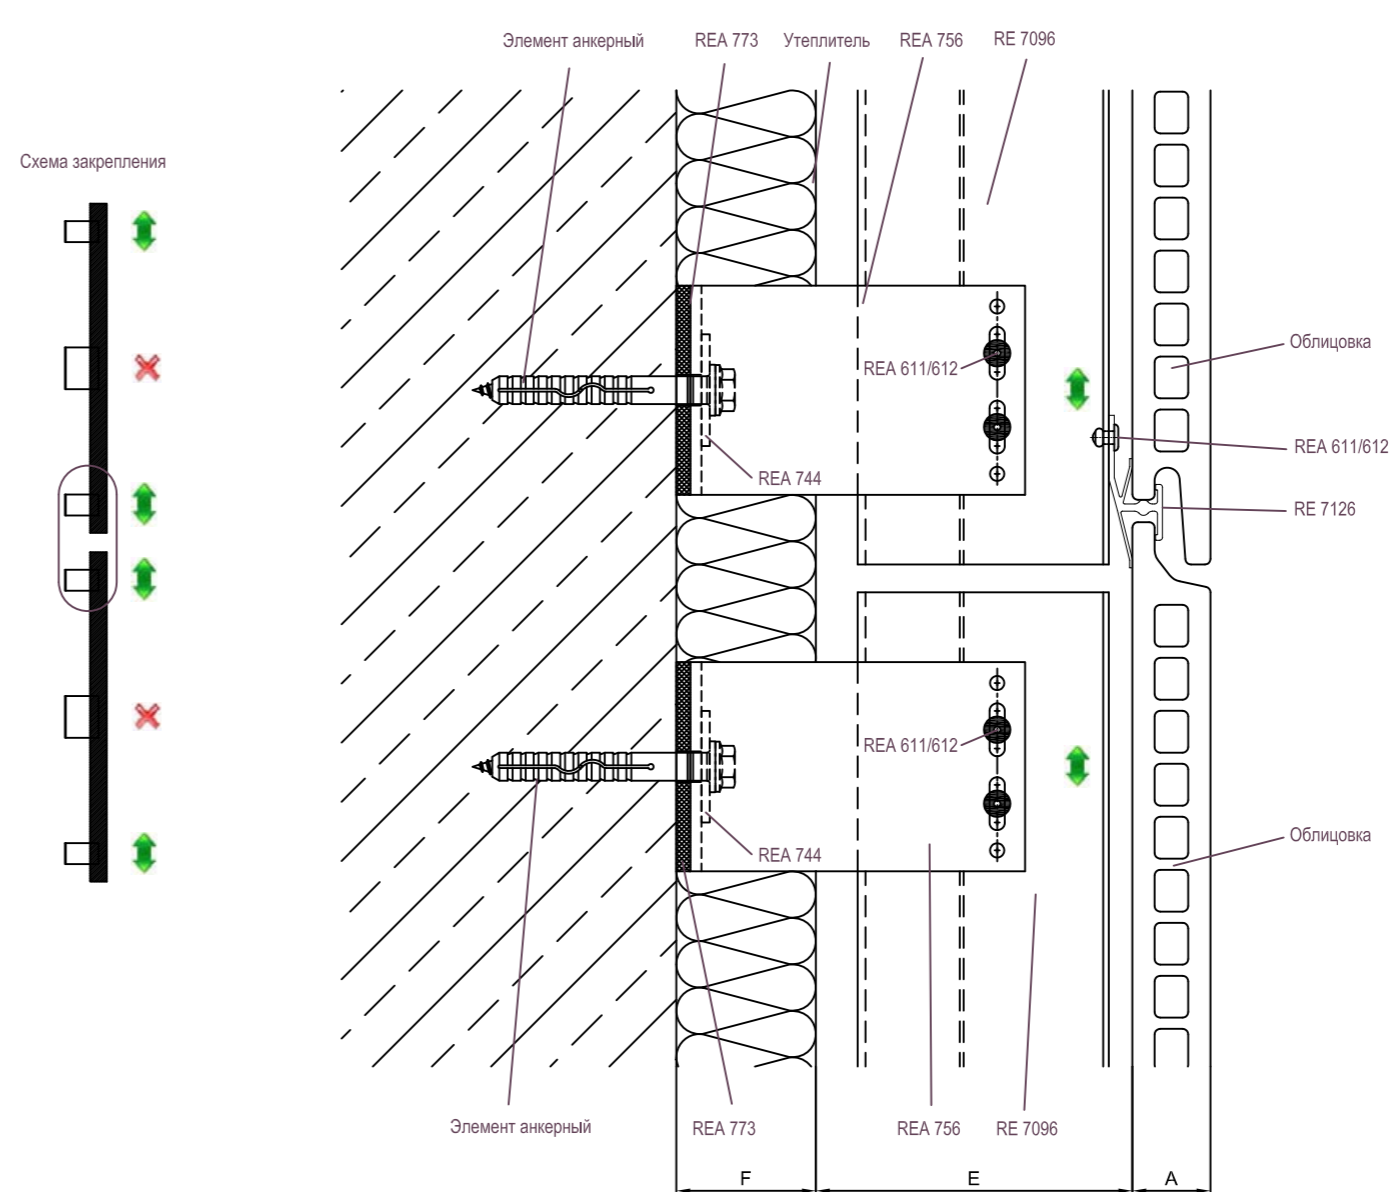 Элемент анкерный
REA 773
Утеплитель
REA 756
RE 7096
Схема закрепления
Облицовка
REA 611/612
REA 611/612
REA 744
RE 7126
REA 611/612
REA 744
Облицовка
Элемент анкерный
REA 773
REA 756
RE 7096
F
E
A